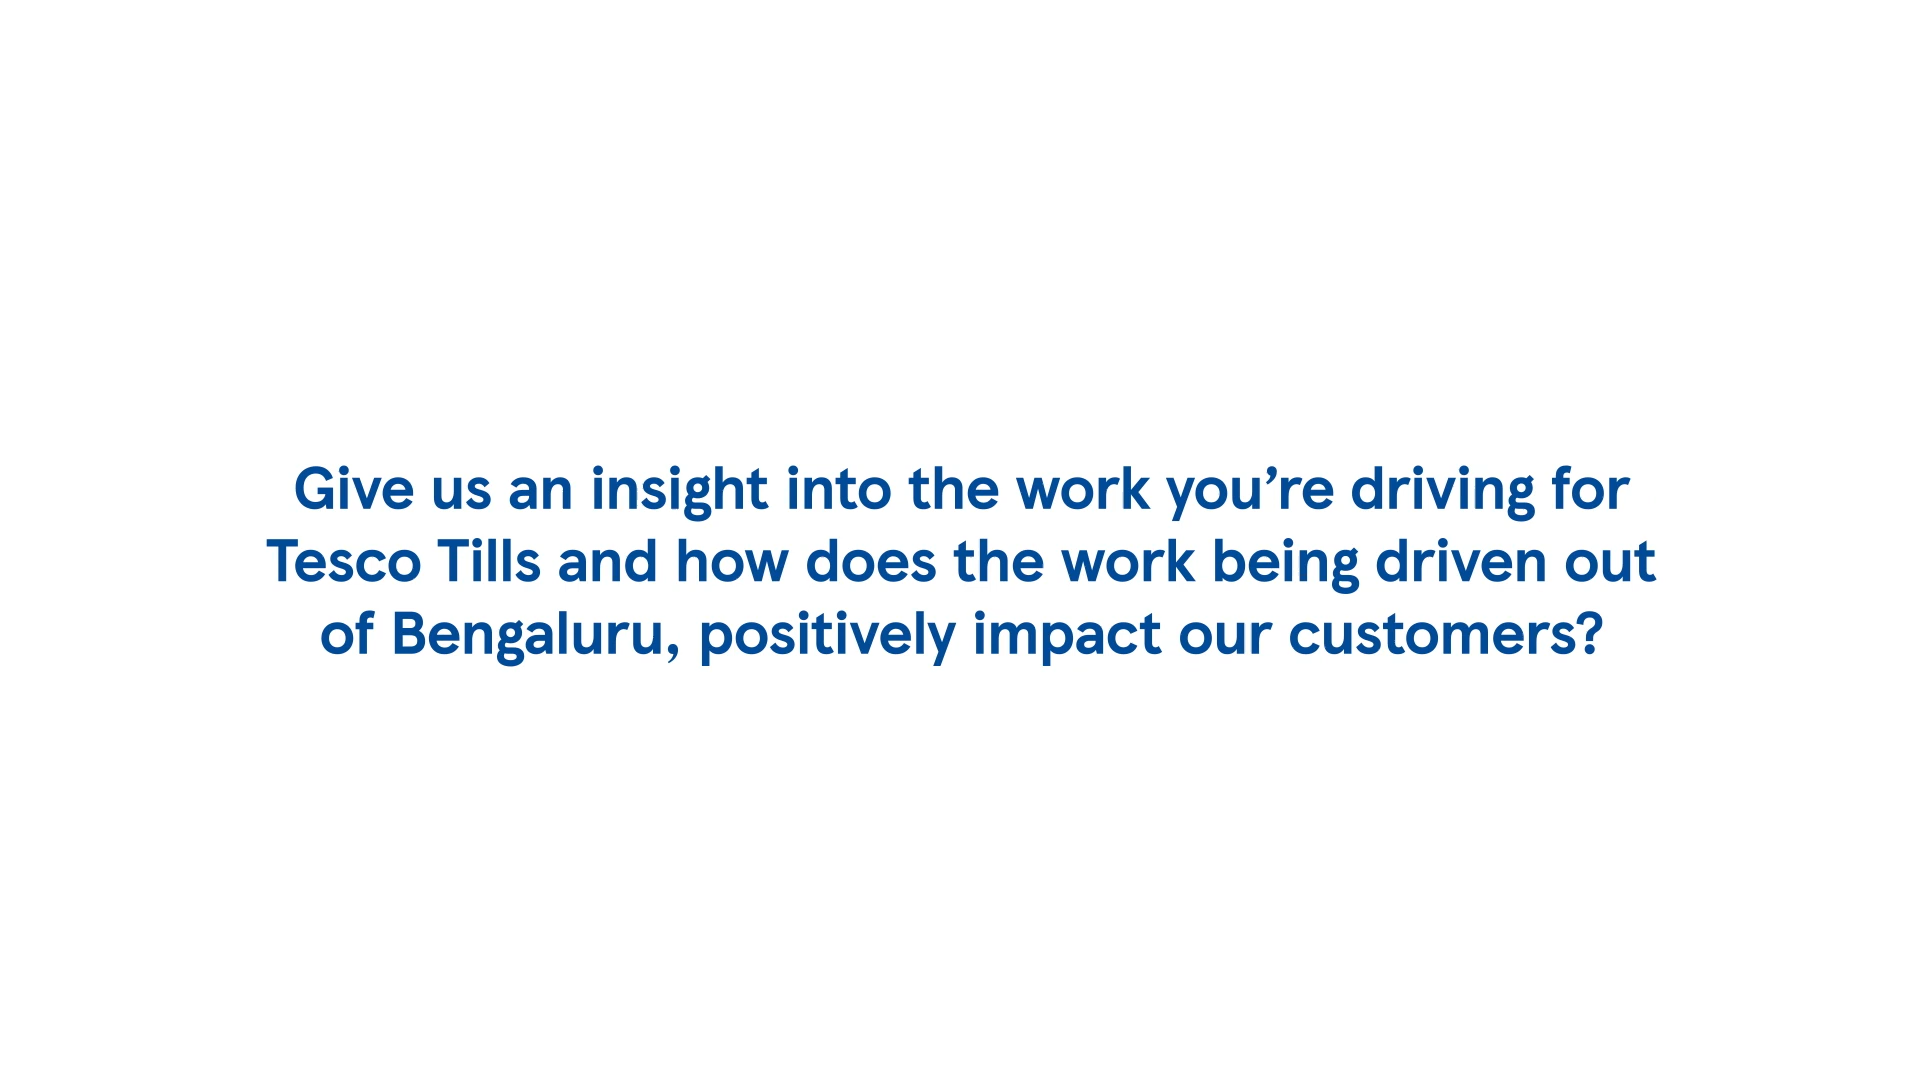 Give us an insight into the work you’re driving for
Tesco Tills and how does the work being driven out
of Bengaluru, positively impact our customers?